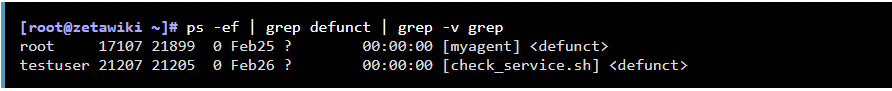 [root@zetawiki ~]# ps -ef | grep defunct | grep -v grep
root     17107 21899  0 Feb25 ?        00:00:00 [myagent] <defunct>
testuser 21207 21205  0 Feb26 ?        00:00:00 [check_service.sh] <defunct>